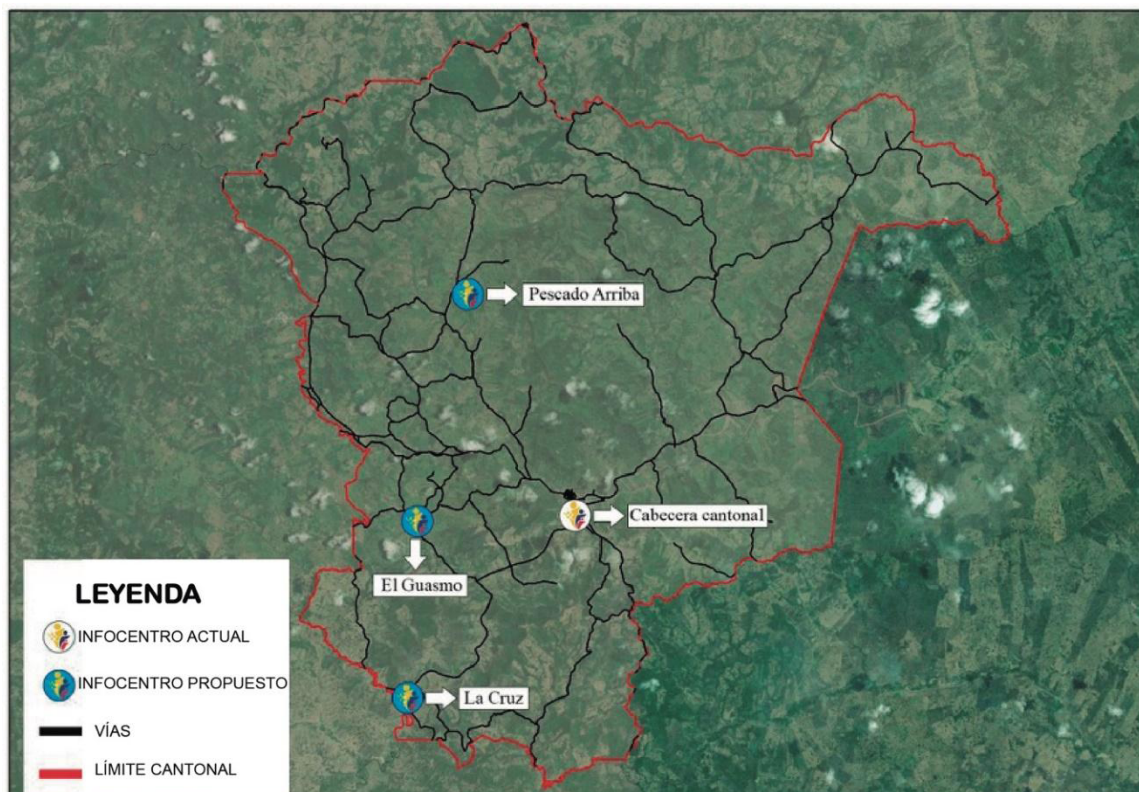 Pescado Arriba
Cabecera cantonal
El Guasmo
La Cruz
LEYENDA
INFOCENTRO ACTUAL
INFOCENTRO PROPUESTO
VÍAS
LÍMITE CANTONAL